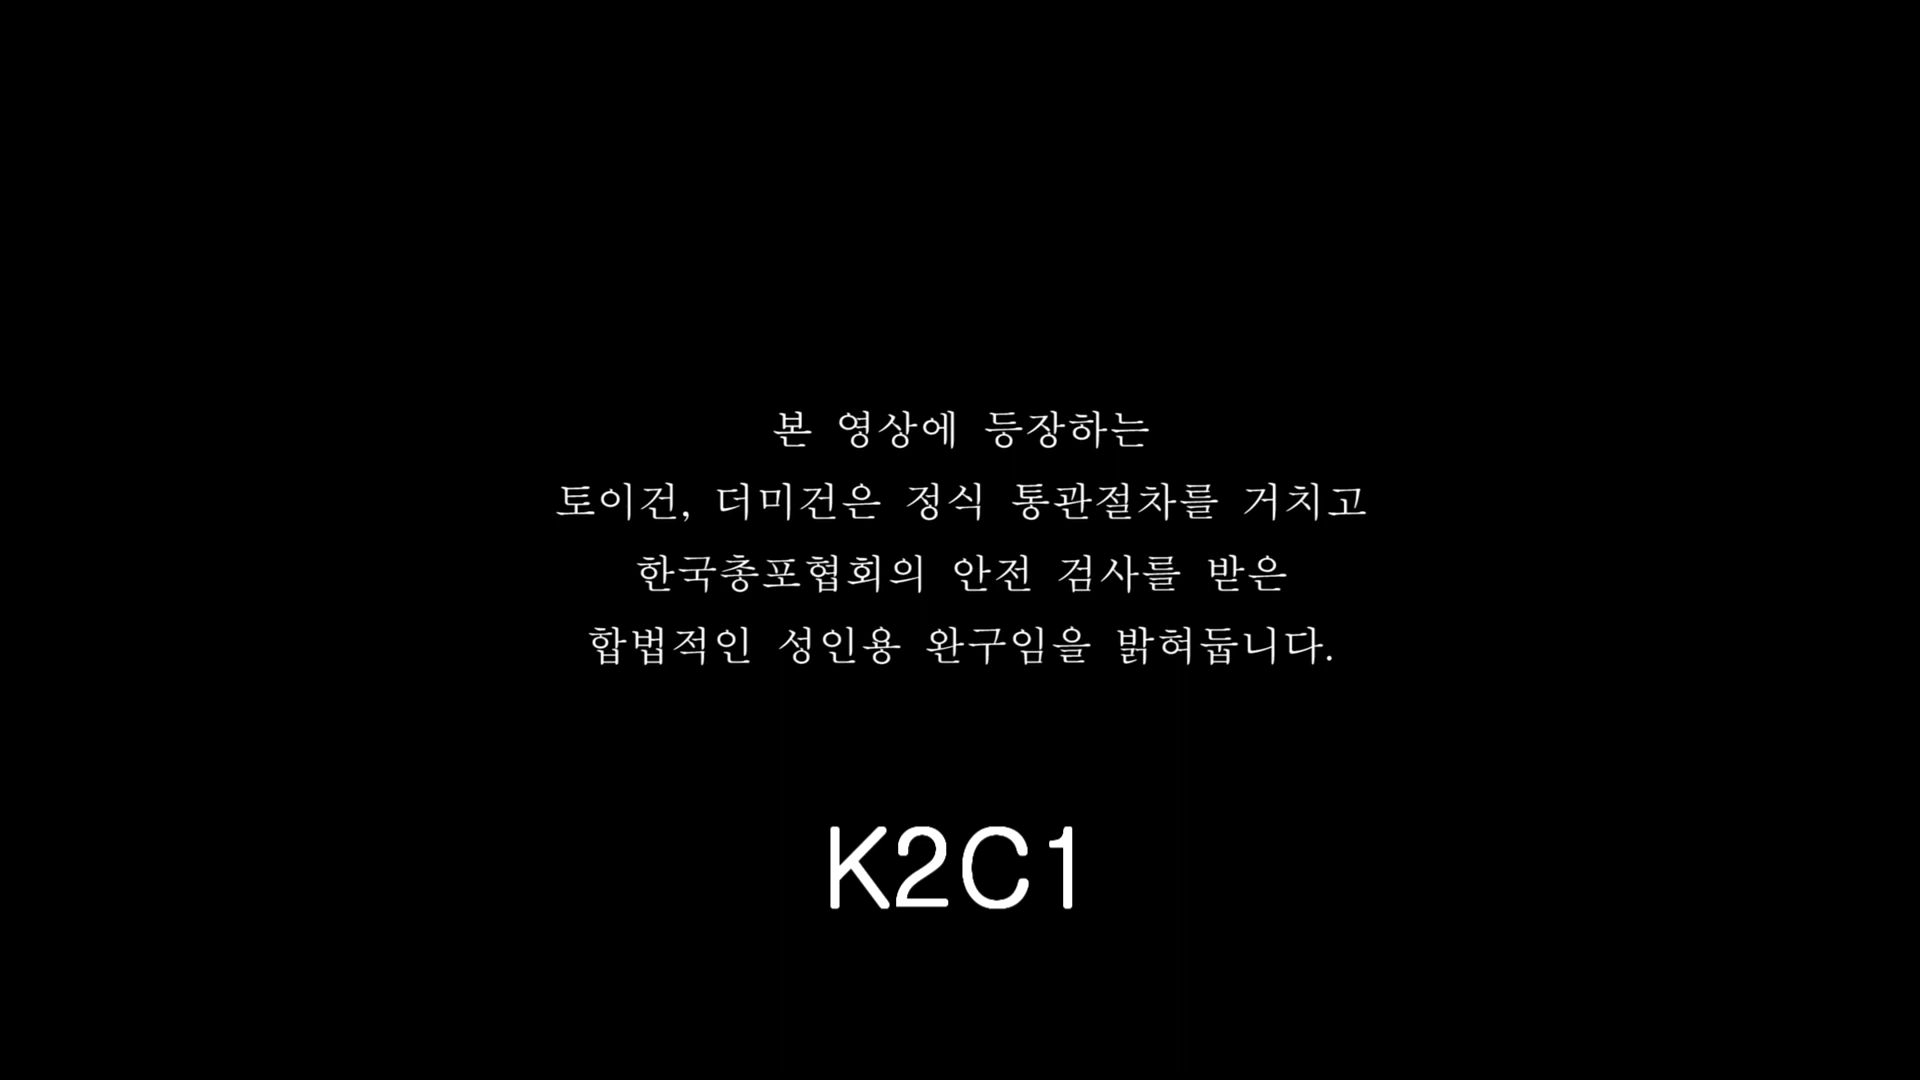 본 영상에 등장하는
토이건, 더미건은 정식 통관절차를 거치고
한국총포협회의 안전 검사를 받은
합법적인 성인용 완구임을 밝혀둡니다.
K2C1